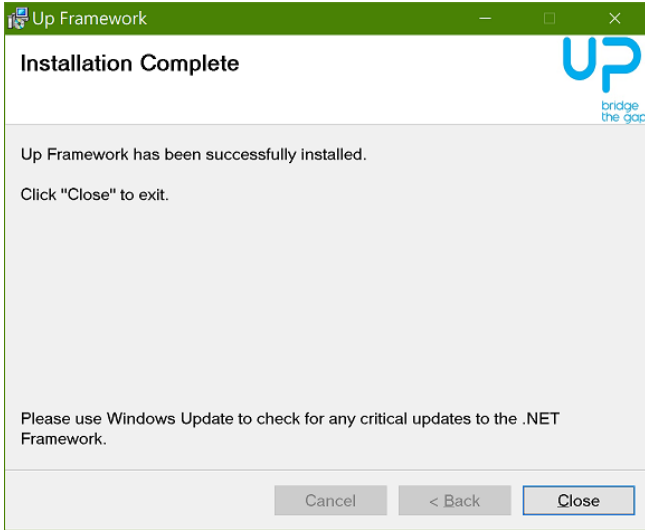 Up Framework
Installation Complete
UP
bridge
the gap
Up Framework has been successfully installed.
Click "Close" to exit.
Please use Windows Update to check for any critical updates to the .NET
Framework.
Cancel
< Back
Close